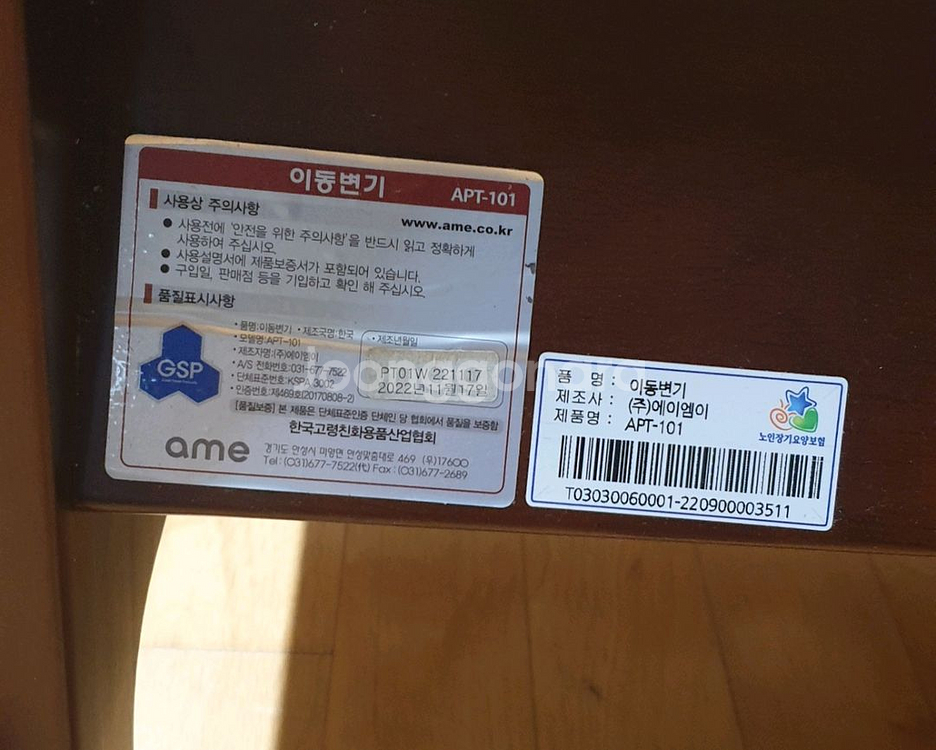 이동변기
APT-101
사용상 주의사항
www.ame.co.kr
● 사용전에 '안전을 위한 주의사항'을 반드시 읽고 정확하게
사용하여 주십시오.
● 사용설명서에 제품보증서가 포함되어 있습니다.
● 구입일, 판매점 등을 기입하고 확인 해 주십시오.
품질표시사항
GSP
• 품명:이동변기 • 제조국명:한국
• 모델명:APT-101
• 제조자명:(주)에이엠이
• A/S 전화번호:031-677-7522
• 단체표준번호:KSPA 3002
• 인증번호:제469호(20170808-2)
• 제조년월일
PT01W 221117
2022년11월17일
[품질보증] 본 제품은 단체표준인증 단체인 당 협회에서 품질을 보증함
한국고령친화용품산업협회
ame
경기도 안성시 미양면 안성맞춤대로 469 (우)17600
Tel : (031)677-7522(代) Fax : (031)677-2689
품 명 : 이동변기
제조사 : (주)에이엠이
제품명 : APT-101
노인장기요양보험
T03030060001-220900003511